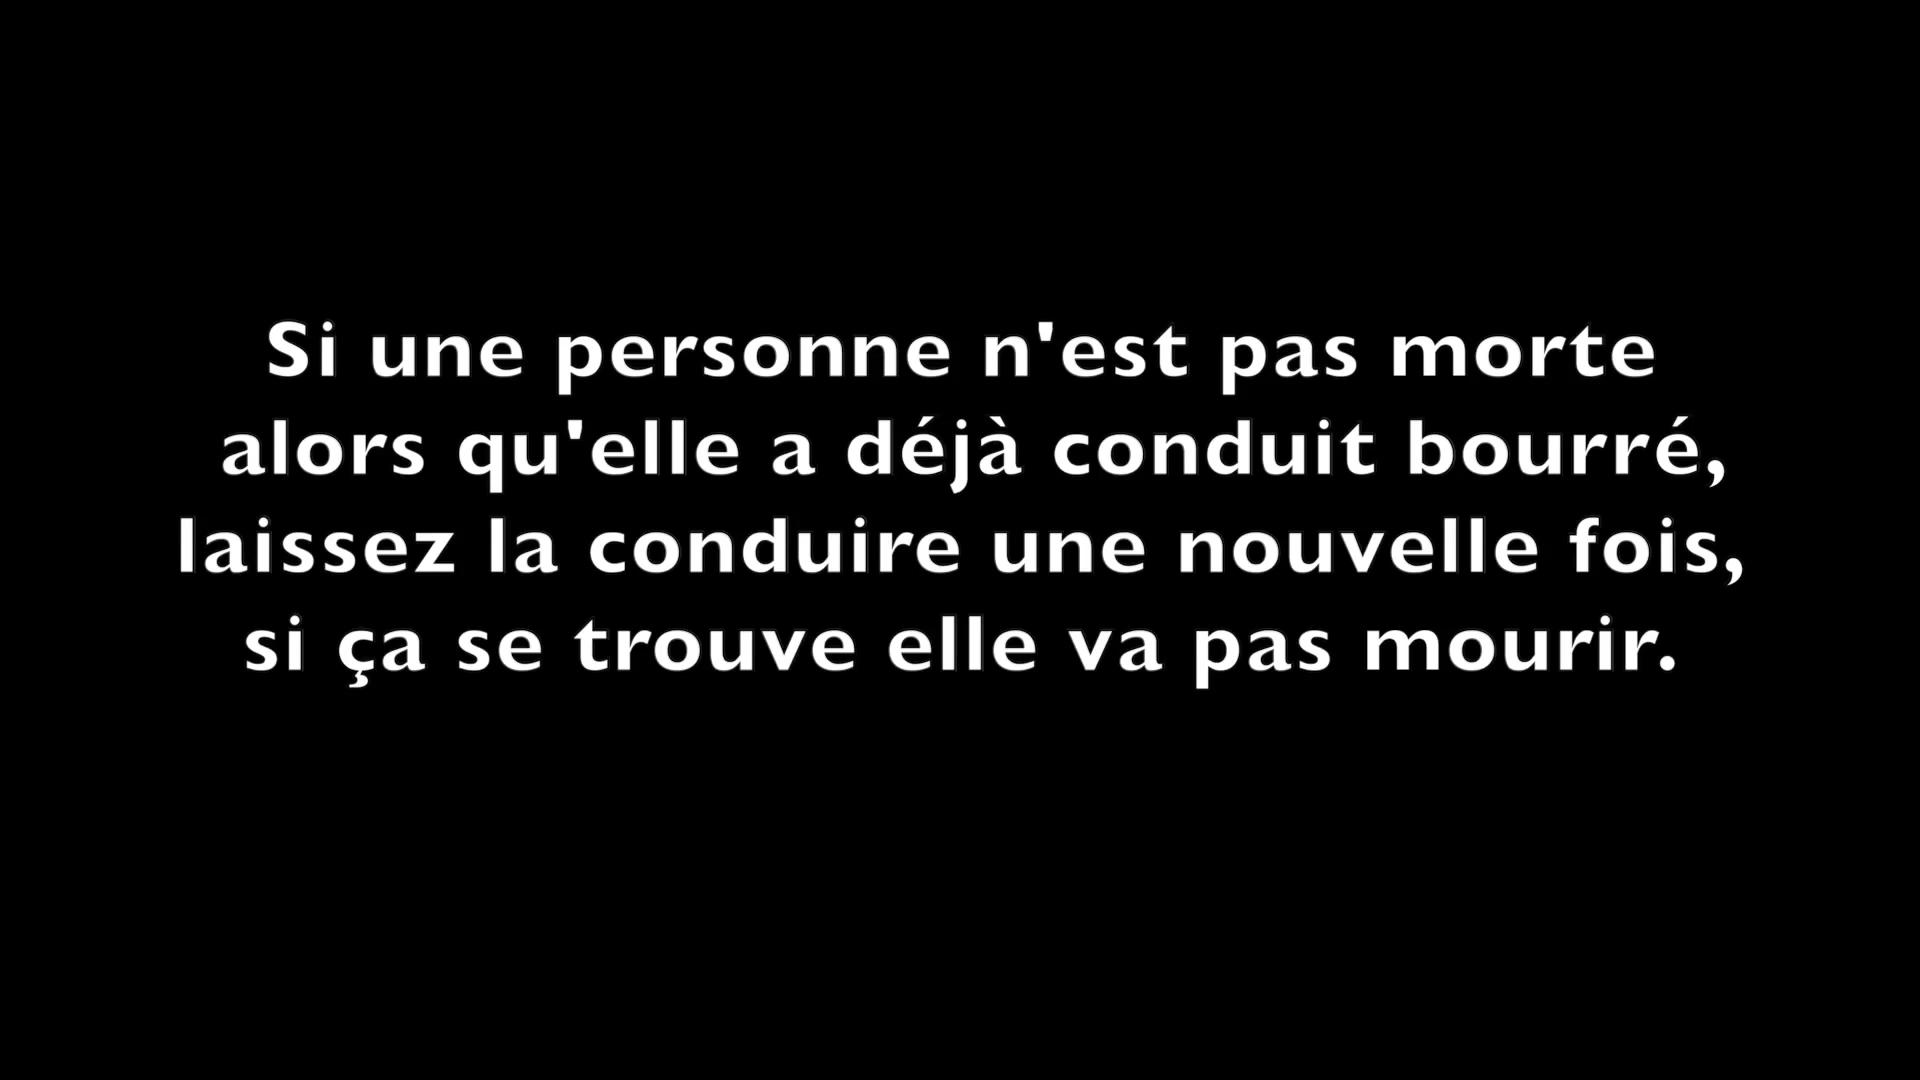 Si une personne n'est pas morte
alors qu'elle a déjà conduit bourré,
laissez la conduire une nouvelle fois,
si ça se trouve elle va pas mourir.